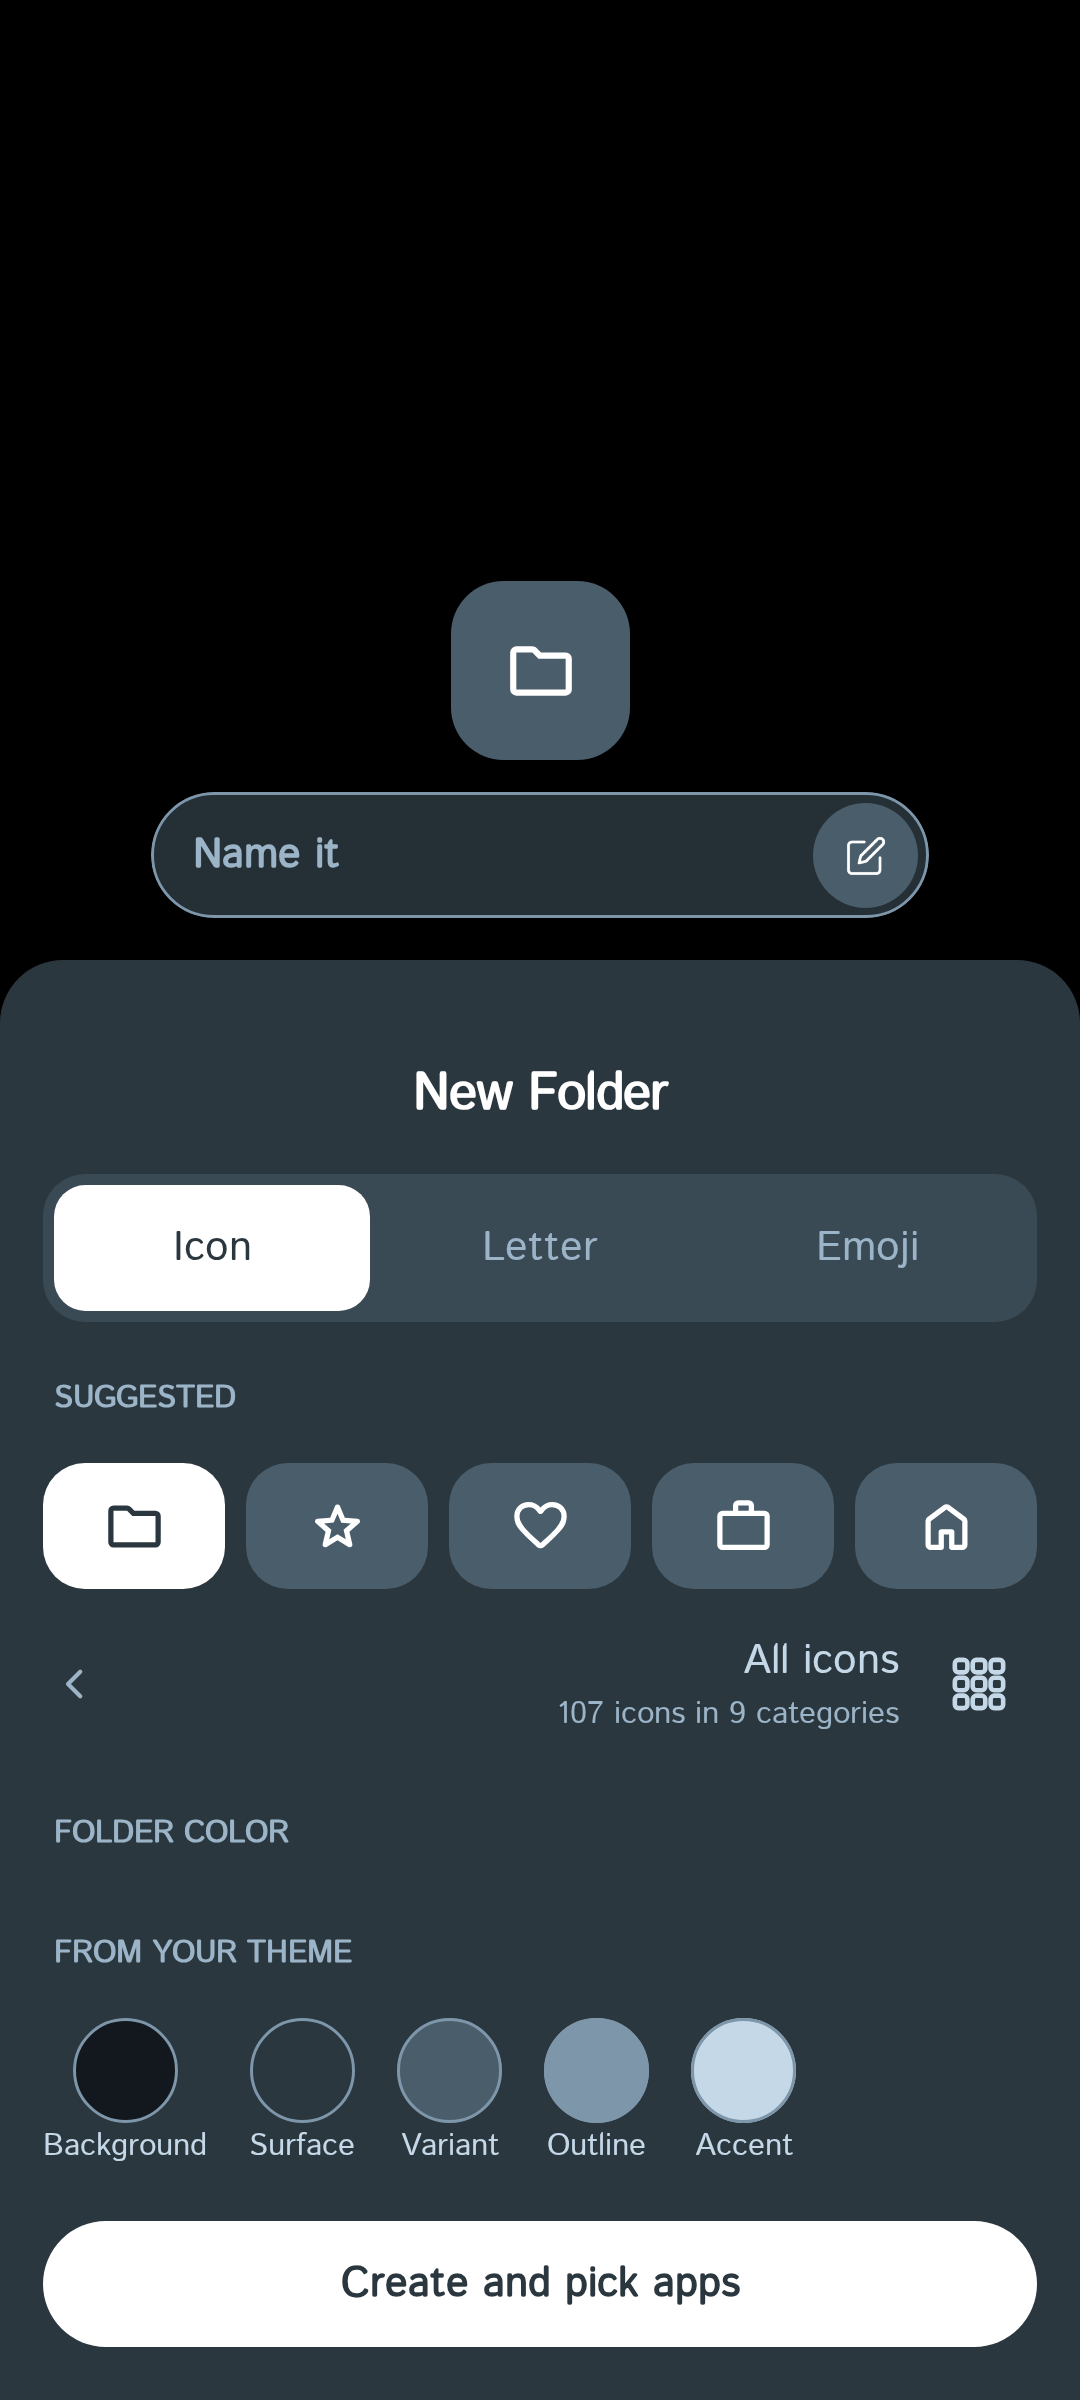 Name it
New Folder
Icon
Letter
Emoji
SUGGESTED
All icons
107 icons in 9 categories
FOLDER COLOR
FROM YOUR THEME
Background
Surface
Variant
Outline
Accent
Create and pick apps